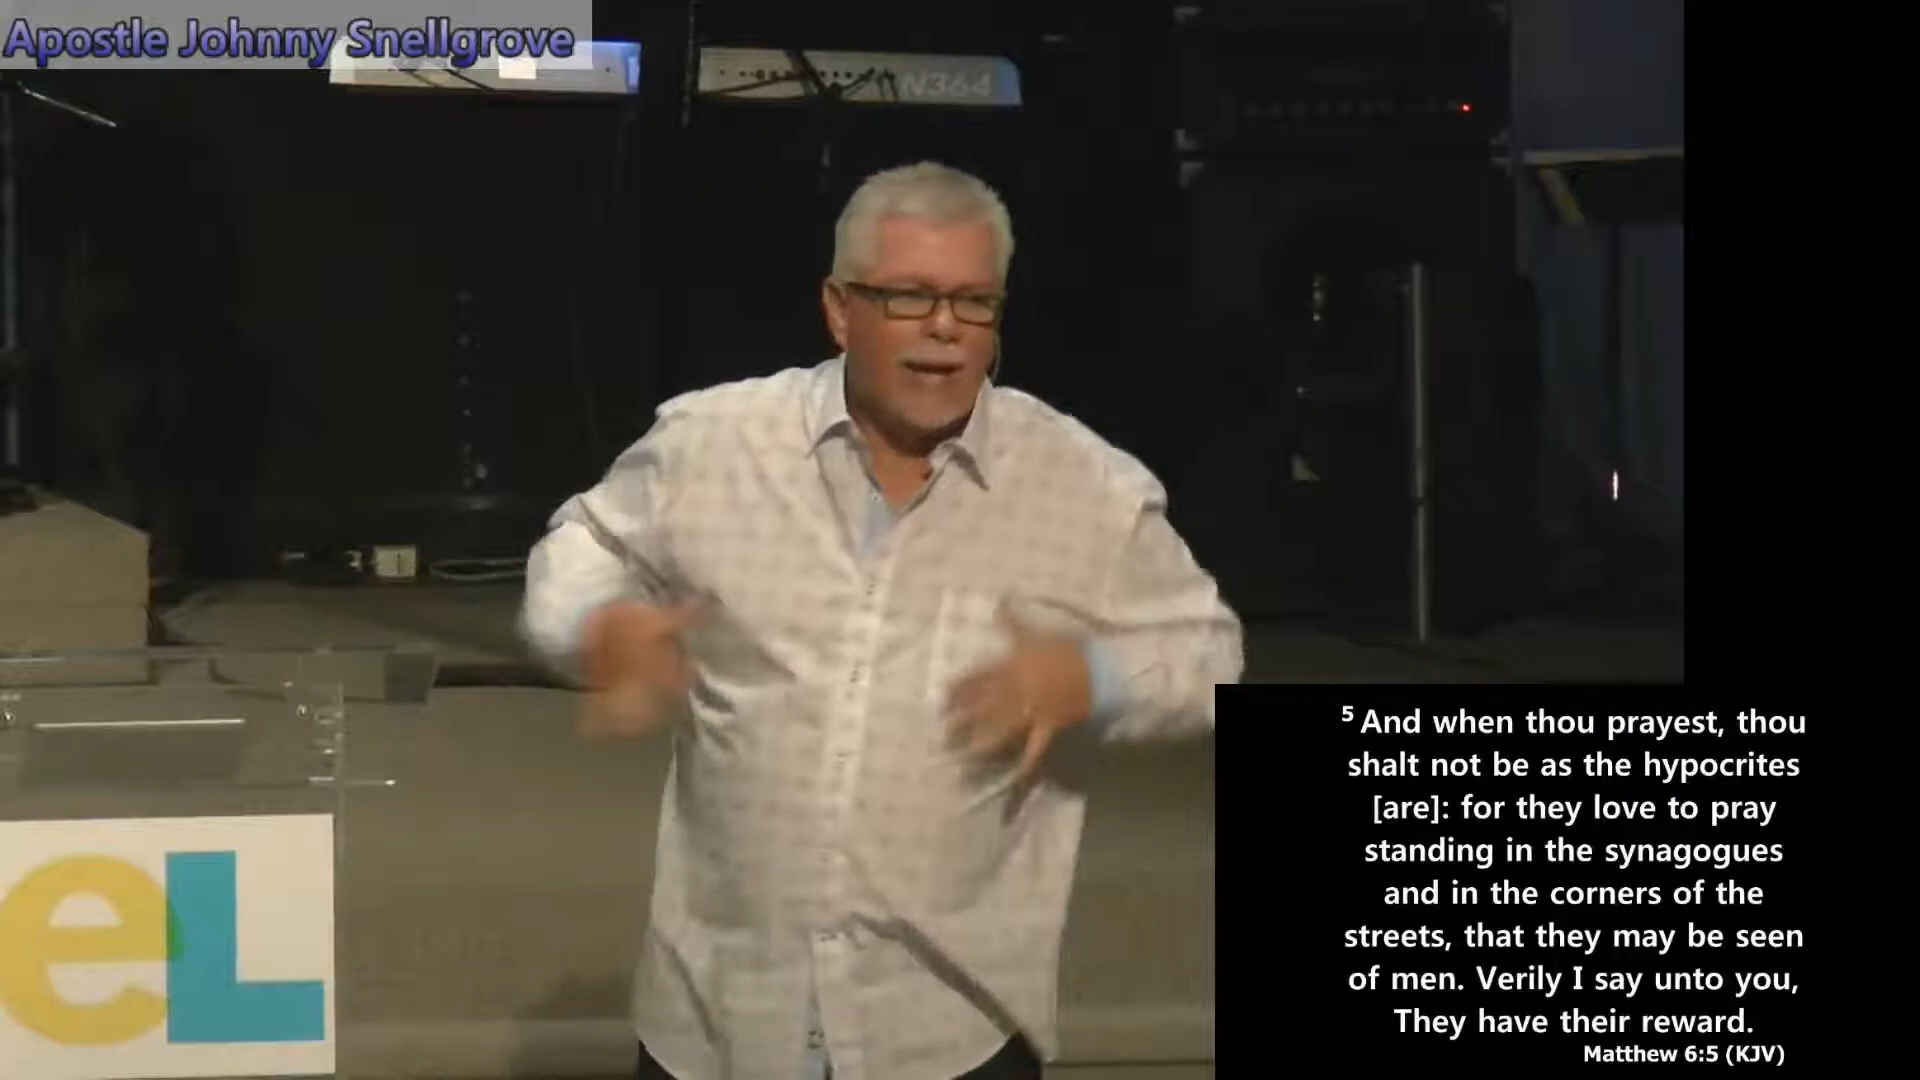 Apostle Johnny Snellgrove
N364
eL
5 And when thou prayest, thou
shalt not be as the hypocrites
[are]: for they love to pray
standing in the synagogues
and in the corners of the
streets, that they may be seen
of men. Verily I say unto you,
They have their reward.
Matthew 6:5 (KJV)